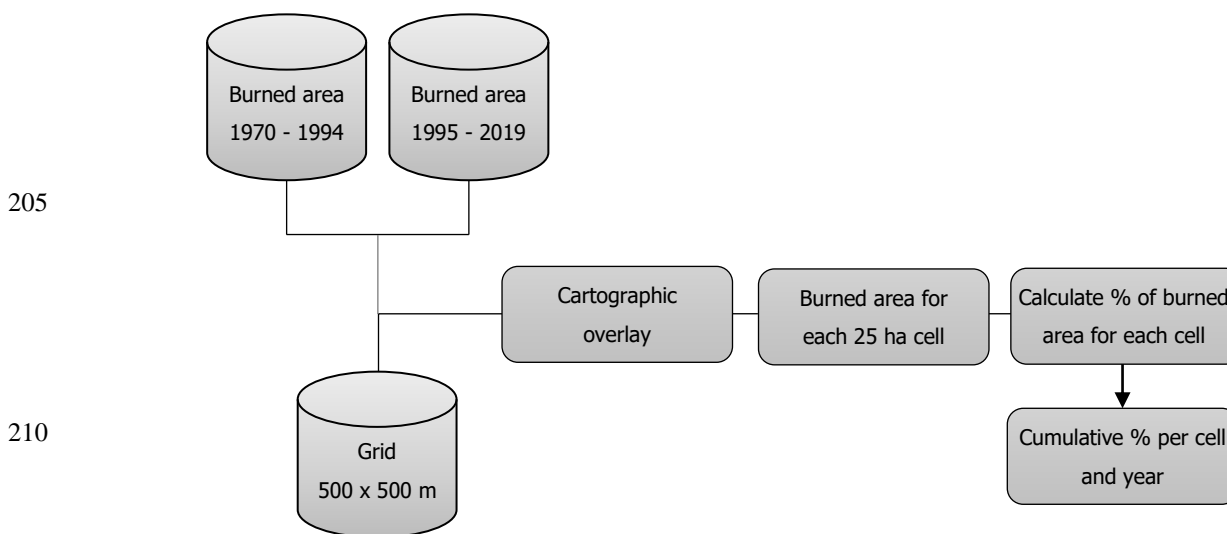 Burned area
1970 - 1994
Burned area
1995 - 2019
205
Cartographic
overlay
Burned area for
each 25 ha cell
Calculate % of burned
area for each cell
210
Grid
500 x 500 m
Cumulative % per cell
and year